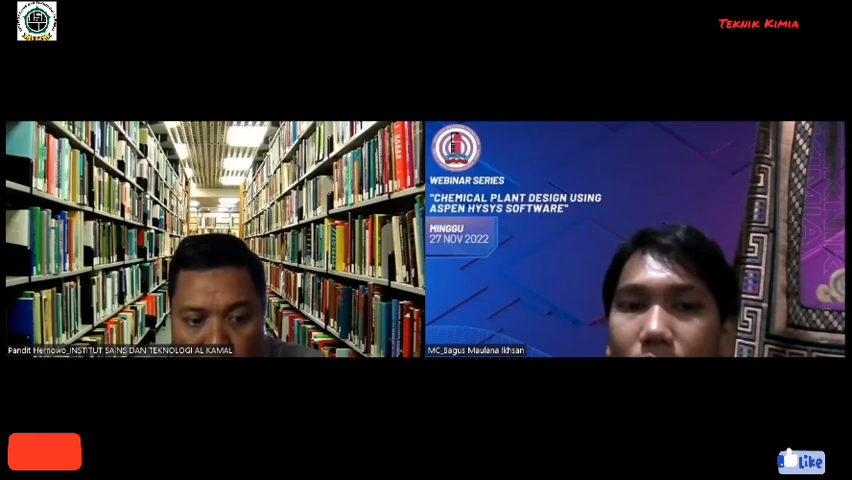 TEKNIK KIMIA
WEBINAR SERIES
"CHEMICAL PLANT DESIGN USING
ASPEN HYSYS SOFTWARE"
MINGGU
27 NOV 2022
Pandit Hernowo_INSTITUT SAINS DAN TEKNOLOGI AL KAMAL
MC_Bagus Maulana Ikhsan
Like